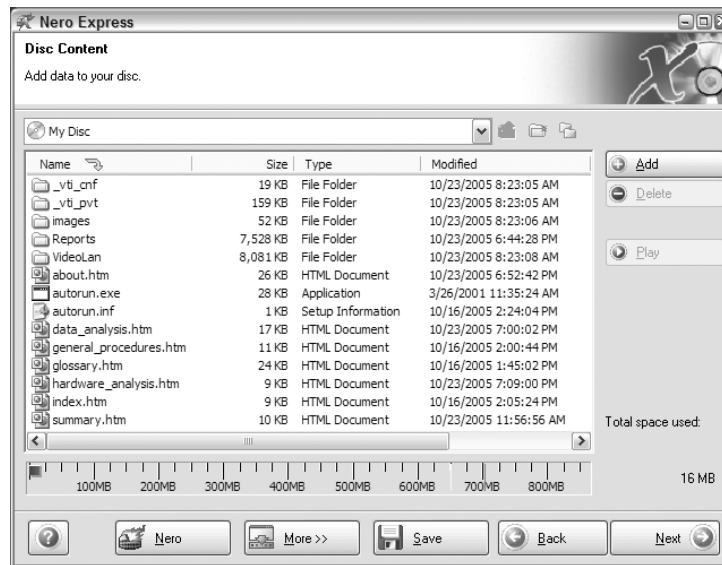 Nero Express
Disc Content
Add data to your disc.
My Disc
Name Size Type Modified
_vti_cnf 19 KB File Folder 10/23/2005 8:23:05 AM
_vti_pvt 159 KB File Folder 10/23/2005 8:23:05 AM
images 52 KB File Folder 10/23/2005 8:23:06 AM
Reports 7,528 KB File Folder 10/23/2005 6:44:28 PM
VideoLan 8,081 KB File Folder 10/23/2005 8:23:08 AM
about.htm 26 KB HTML Document 10/23/2005 6:52:42 PM
autorun.exe 28 KB Application 3/26/2001 11:35:24 AM
autorun.inf 1 KB Setup Information 10/16/2005 2:24:04 PM
data_analysis.htm 17 KB HTML Document 10/23/2005 7:00:02 PM
general_procedures.htm 11 KB HTML Document 10/16/2005 2:00:44 PM
glossary.htm 24 KB HTML Document 10/16/2005 1:45:02 PM
hardware_analysis.htm 9 KB HTML Document 10/23/2005 7:09:00 PM
index.htm 9 KB HTML Document 10/16/2005 2:05:24 PM
summary.htm 10 KB HTML Document 10/23/2005 11:56:56 AM
Add
Delete
Play
Total space used:
100MB 200MB 300MB 400MB 500MB 600MB 700MB 800MB
16 MB
? Nero More >> Save Back Next